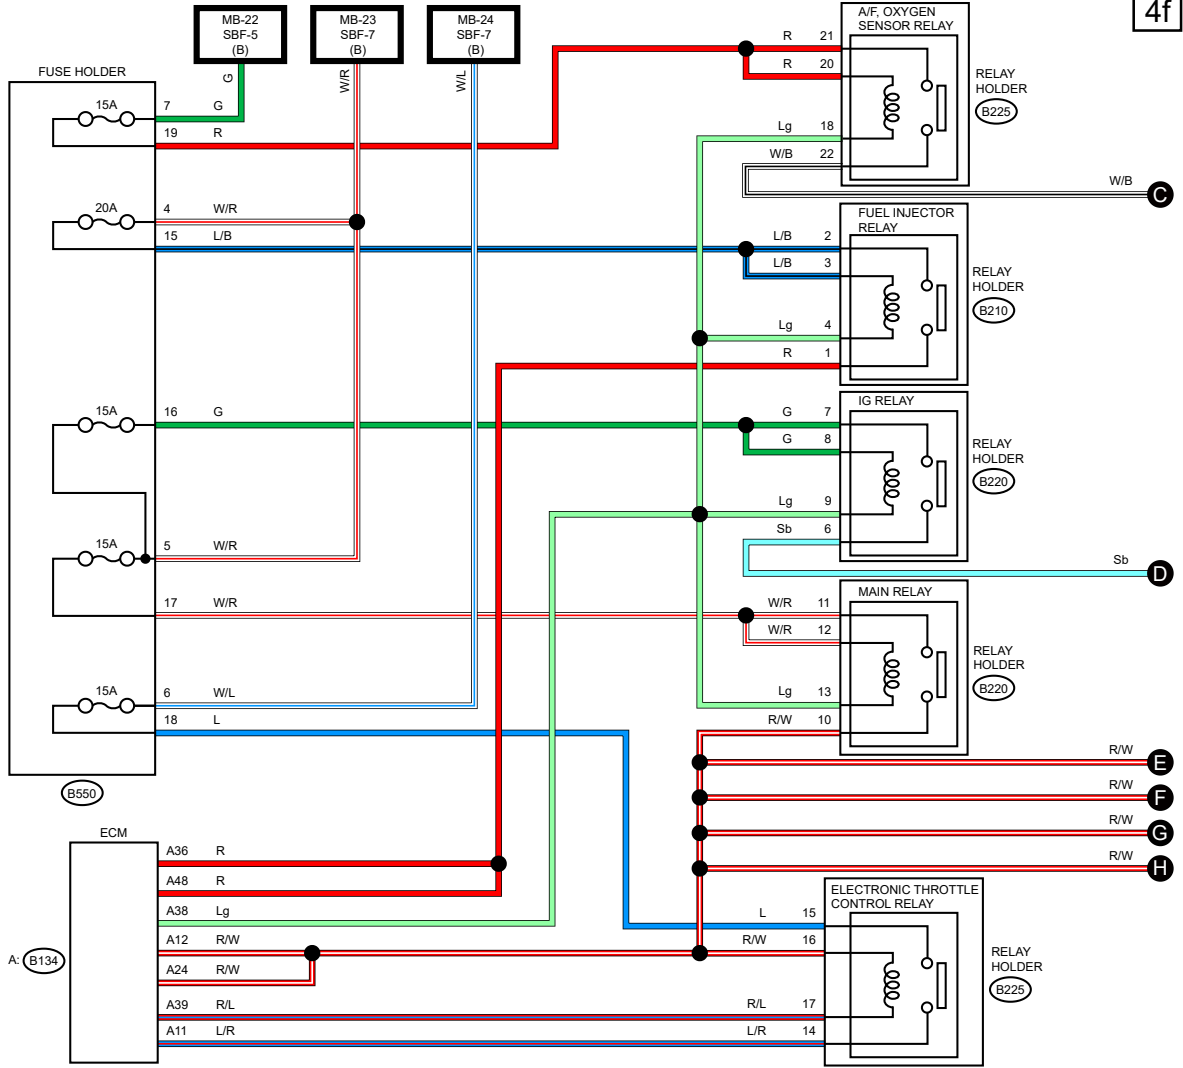 MB-22
SBF-5
(B)
MB-23
SBF-7
(B)
MB-24
SBF-7
(B)
4f
G
W/R
W/L
FUSE HOLDER
15A
7 G
19 R
20A
4 W/R
15 L/B
15A
16 G
15A
5 W/R
17 W/R
15A
6 W/L
18 L
B550
A/F, OXYGEN
SENSOR RELAY
R 21
R 20
Lg 18
W/B 22
RELAY
HOLDER
B225
W/B
C
FUEL INJECTOR
RELAY
L/B 2
L/B 3
Lg 4
R 1
RELAY
HOLDER
B210
IG RELAY
G 7
G 8
Lg 9
Sb 6
RELAY
HOLDER
B220
Sb
D
MAIN RELAY
W/R 11
W/R 12
Lg 13
R/W 10
RELAY
HOLDER
B220
R/W
E
R/W
F
R/W
G
R/W
H
ECM
A36 R
A48 R
A38 Lg
A12 R/W
A24 R/W
A39 R/L
A11 L/R
A: B134
ELECTRONIC THROTTLE
CONTROL RELAY
L 15
R/W 16
R/L 17
L/R 14
RELAY
HOLDER
B225